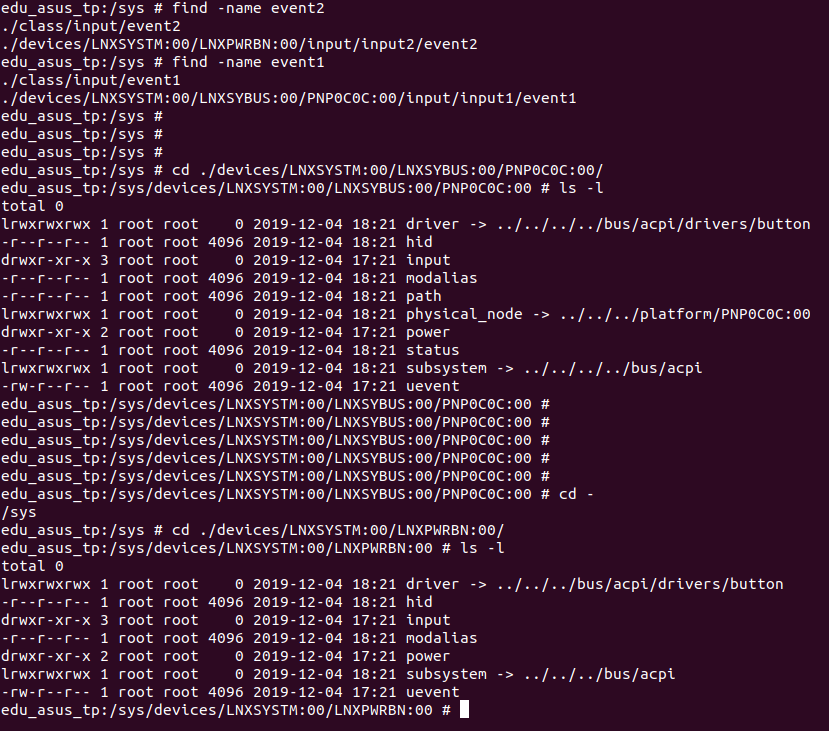 edu_asus_tp:/sys # find -name event2
./class/input/event2
./devices/LNXSYSTM:00/LNXPWRBN:00/input/input2/event2
edu_asus_tp:/sys # find -name event1
./class/input/event1
./devices/LNXSYSTM:00/LNXSYBUS:00/PNP0C0C:00/input/input1/event1
edu_asus_tp:/sys #
edu_asus_tp:/sys #
edu_asus_tp:/sys #
edu_asus_tp:/sys # cd ./devices/LNXSYSTM:00/LNXSYBUS:00/PNP0C0C:00/
edu_asus_tp:/sys/devices/LNXSYSTM:00/LNXSYBUS:00/PNP0C0C:00 # ls -l
total 0
lrwxrwxrwx 1 root root    0 2019-12-04 18:21 driver -> ../../../../bus/acpi/drivers/button
-r--r--r-- 1 root root 4096 2019-12-04 18:21 hid
drwxr-xr-x 3 root root    0 2019-12-04 17:21 input
-r--r--r-- 1 root root 4096 2019-12-04 18:21 modalias
-r--r--r-- 1 root root 4096 2019-12-04 18:21 path
lrwxrwxrwx 1 root root    0 2019-12-04 18:21 physical_node -> ../../../platform/PNP0C0C:00
drwxr-xr-x 2 root root    0 2019-12-04 17:21 power
-r--r--r-- 1 root root 4096 2019-12-04 18:21 status
lrwxrwxrwx 1 root root    0 2019-12-04 18:21 subsystem -> ../../../../bus/acpi
-rw-r--r-- 1 root root 4096 2019-12-04 17:21 uevent
edu_asus_tp:/sys/devices/LNXSYSTM:00/LNXSYBUS:00/PNP0C0C:00 #
edu_asus_tp:/sys/devices/LNXSYSTM:00/LNXSYBUS:00/PNP0C0C:00 #
edu_asus_tp:/sys/devices/LNXSYSTM:00/LNXSYBUS:00/PNP0C0C:00 #
edu_asus_tp:/sys/devices/LNXSYSTM:00/LNXSYBUS:00/PNP0C0C:00 #
edu_asus_tp:/sys/devices/LNXSYSTM:00/LNXSYBUS:00/PNP0C0C:00 #
edu_asus_tp:/sys/devices/LNXSYSTM:00/LNXSYBUS:00/PNP0C0C:00 # cd -
/sys
edu_asus_tp:/sys # cd ./devices/LNXSYSTM:00/LNXPWRBN:00/
edu_asus_tp:/sys/devices/LNXSYSTM:00/LNXPWRBN:00 # ls -l
total 0
lrwxrwxrwx 1 root root    0 2019-12-04 18:21 driver -> ../../../bus/acpi/drivers/button
-r--r--r-- 1 root root 4096 2019-12-04 18:21 hid
drwxr-xr-x 3 root root    0 2019-12-04 17:21 input
-r--r--r-- 1 root root 4096 2019-12-04 18:21 modalias
drwxr-xr-x 2 root root    0 2019-12-04 17:21 power
lrwxrwxrwx 1 root root    0 2019-12-04 18:21 subsystem -> ../../../bus/acpi
-rw-r--r-- 1 root root 4096 2019-12-04 17:21 uevent
edu_asus_tp:/sys/devices/LNXSYSTM:00/LNXPWRBN:00 #